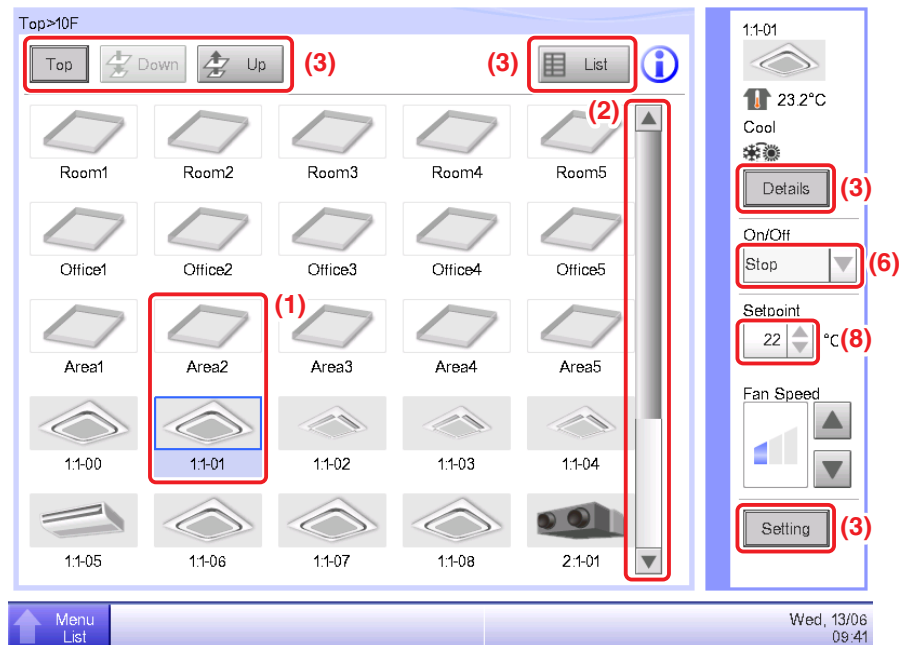 Top>10F
Top
Down
Up
(3)
(3)
List
(2)
Room1 Room2 Room3 Room4 Room5
Office1 Office2 Office3 Office4 Office5
(1)
Area1 Area2 Area3 Area4 Area5
1:1-00 1:1-01 1:1-02 1:1-03 1:1-04
1:1-05 1:1-06 1:1-07 1:1-08 2:1-01
1:1-01
23.2°C
Cool
Details (3)
On/Off
Stop (6)
Setpoint
22 °C (8)
Fan Speed
Setting (3)
Menu
List
Wed, 13/06
09:41